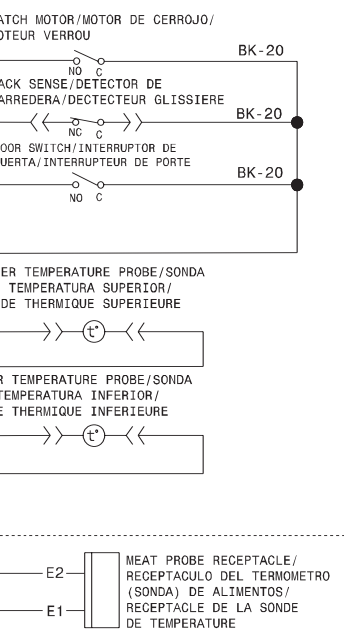 ATCH MOTOR/MOTOR DE CERROJO/
OTEUR VERROU
BK-20
NO C
ACK SENSE/DETECTOR DE
ARREDERA/DECTECTEUR GLISSIERE
BK-20
NC C
OOR SWITCH/INTERRUPTOR DE
UERTA/INTERRUPTEUR DE PORTE
BK-20
NO C
ER TEMPERATURE PROBE/SONDA
TEMPERATURA SUPERIOR/
DE THERMIQUE SUPERIEURE
t°
R TEMPERATURE PROBE/SONDA
TEMPERATURA INFERIOR/
E THERMIQUE INFERIEURE
t°
MEAT PROBE RECEPTACLE/
E2
RECEPTACULO DEL TERMOMETRO
(SONDA) DE ALIMENTOS/
E1
RECEPTACLE DE LA SONDE
DE TEMPERATURE